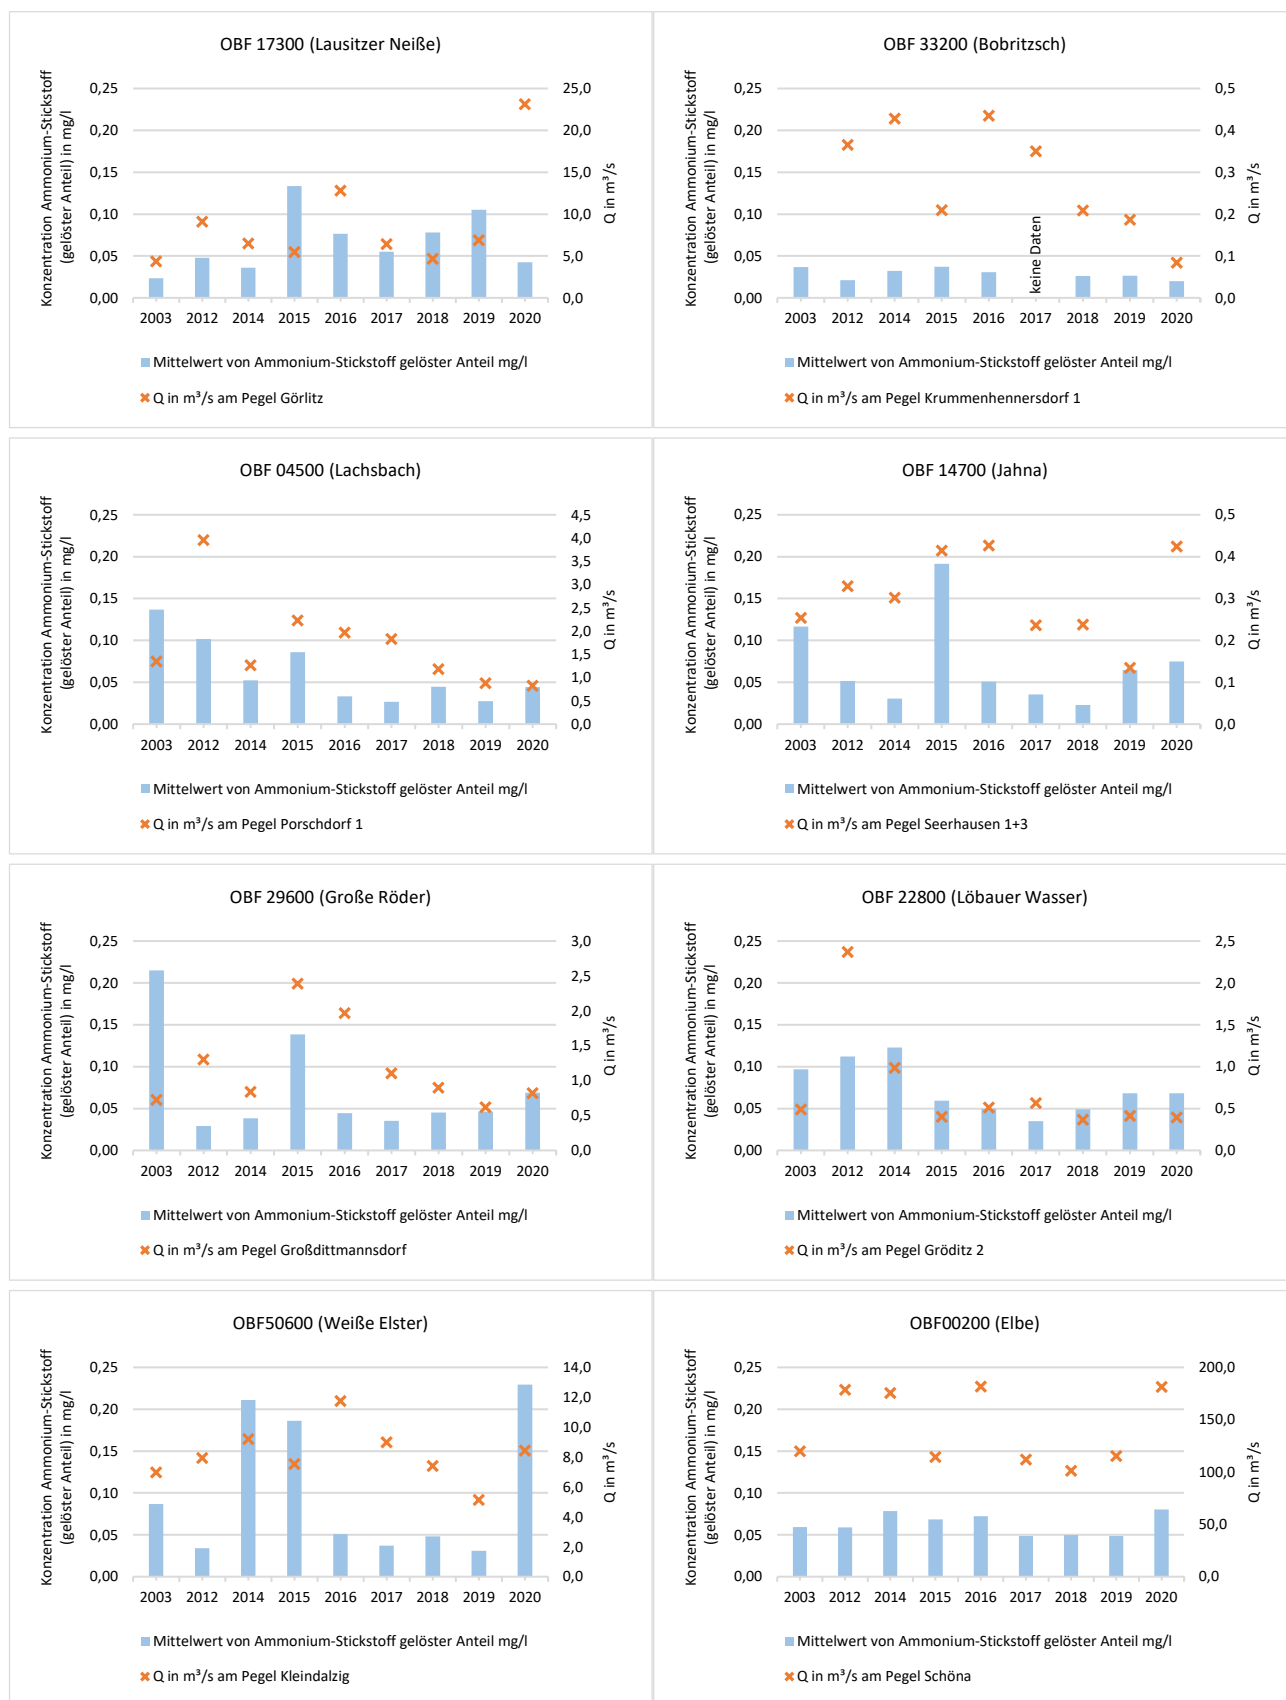 OBF 17300 (Lausitzer Neiße)
Konzentration Ammonium-Stickstoff
(gelöster Anteil) in mg/l
0,25
0,20
0,15
0,10
0,05
0,00
25,0
20,0
15,0
10,0
5,0
0,0
Q in m³/s
2003 2012 2014 2015 2016 2017 2018 2019 2020
Mittelwert von Ammonium-Stickstoff gelöster Anteil mg/l
Q in m³/s am Pegel Görlitz
OBF 33200 (Bobritzsch)
Konzentration Ammonium-Stickstoff
(gelöster Anteil) in mg/l
0,25
0,20
0,15
0,10
0,05
0,00
keine Daten
0,5
0,4
0,3
0,2
0,1
0,0
Q in m³/s
2003 2012 2014 2015 2016 2017 2018 2019 2020
Mittelwert von Ammonium-Stickstoff gelöster Anteil mg/l
Q in m³/s am Pegel Krummenhennersdorf 1
OBF 04500 (Lachsbach)
Konzentration Ammonium-Stickstoff
(gelöster Anteil) in mg/l
0,25
0,20
0,15
0,10
0,05
0,00
4,5
4,0
3,5
3,0
2,5
2,0
1,5
1,0
0,5
0,0
Q in m³/s
2003 2012 2014 2015 2016 2017 2018 2019 2020
Mittelwert von Ammonium-Stickstoff gelöster Anteil mg/l
Q in m³/s am Pegel Porschdorf 1
OBF 14700 (Jahna)
Konzentration Ammonium-Stickstoff
(gelöster Anteil) in mg/l
0,25
0,20
0,15
0,10
0,05
0,00
0,5
0,4
0,3
0,2
0,1
0,0
Q in m³/s
2003 2012 2014 2015 2016 2017 2018 2019 2020
Mittelwert von Ammonium-Stickstoff gelöster Anteil mg/l
Q in m³/s am Pegel Seerhausen 1+3
OBF 29600 (Große Röder)
Konzentration Ammonium-Stickstoff
(gelöster Anteil) in mg/l
0,25
0,20
0,15
0,10
0,05
0,00
3,0
2,5
2,0
1,5
1,0
0,5
0,0
Q in m³/s
2003 2012 2014 2015 2016 2017 2018 2019 2020
Mittelwert von Ammonium-Stickstoff gelöster Anteil mg/l
Q in m³/s am Pegel Großdittmannsdorf
OBF 22800 (Löbauer Wasser)
Konzentration Ammonium-Stickstoff
(gelöster Anteil) in mg/l
0,25
0,20
0,15
0,10
0,05
0,00
2,5
2,0
1,5
1,0
0,5
0,0
Q in m³/s
2003 2012 2014 2015 2016 2017 2018 2019 2020
Mittelwert von Ammonium-Stickstoff gelöster Anteil mg/l
Q in m³/s am Pegel Gröditz 2
OBF50600 (Weiße Elster)
Konzentration Ammonium-Stickstoff
(gelöster Anteil) in mg/l
0,25
0,20
0,15
0,10
0,05
0,00
14,0
12,0
10,0
8,0
6,0
4,0
2,0
0,0
Q in m³/s
2003 2012 2014 2015 2016 2017 2018 2019 2020
Mittelwert von Ammonium-Stickstoff gelöster Anteil mg/l
Q in m³/s am Pegel Kleindalzig
OBF00200 (Elbe)
Konzentration Ammonium-Stickstoff
(gelöster Anteil) in mg/l
0,25
0,20
0,15
0,10
0,05
0,00
200,0
150,0
100,0
50,0
0,0
Q in m³/s
2003 2012 2014 2015 2016 2017 2018 2019 2020
Mittelwert von Ammonium-Stickstoff gelöster Anteil mg/l
Q in m³/s am Pegel Schöna